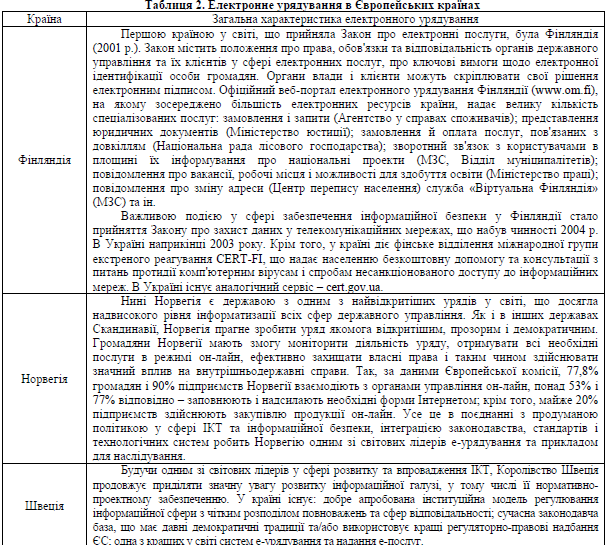 Таблиця 2. Електронне урядування в Європейських країнах
Країна
Загальна характеристика електронного урядування
Фінляндія
Першою країною у світі, що прийняла Закон про електронні послуги, була Фінляндія
(2001 р.). Закон містить положення про права, обов'язки та відповідальність органів державного
управління та їх клієнтів у сфері електронних послуг, про ключові вимоги щодо електронної
ідентифікації особи громадян. Органи влади і клієнти можуть скріплювати свої рішення
електронним підписом. Офіційний веб-портал електронного урядування Фінляндії (www.om.fi),
на якому зосереджено більшість електронних ресурсів країни, надає велику кількість
спеціалізованих послуг: замовлення і запити (Агентство у справах споживачів); представлення
юридичних документів (Міністерство юстиції); замовлення й оплата послуг, пов'язаних з
довкіллям (Національна рада лісового господарства); зворотний зв'язок з користувачами в
площині їх інформування про національні проекти (МЗС, Відділ муніципалітетів);
повідомлення про вакансії, робочі місця і можливості для здобуття освіти (Міністерство праці);
повідомлення про зміну адреси (Центр перепису населення) служба «Віртуальна Фінляндія»
(МЗС) та ін.
Важливою подією у сфері забезпечення інформаційної безпеки у Фінляндії стало
прийняття Закону про захист даних у телекомунікаційних мережах, що набув чинності 2004 р.
В Україні наприкінці 2003 року. Крім того, у країні діє фінське відділення міжнародної групи
екстреного реагування CERT-FI, що надає населенню безкоштовну допомогу та консультації з
питань протидії комп'ютерним вірусам і спробам несанкціонованого доступу до інформаційних
мереж. В Україні існує аналогічний сервіс – cert.gov.ua.
Норвегія
Нині Норвегія є державою з одним з найвідкритіших урядів у світі, що досягла
надвисокого рівня інформатизації всіх сфер державного управління. Як і в інших державах
Скандинавії, Норвегія прагне зробити уряд якомога відкритішим, прозорим і демократичним.
Громадяни Норвегії мають змогу моніторити діяльність уряду, отримувати всі необхідні
послуги в режимі он-лайн, ефективно захищати власні права і таким чином здійснювати
значний вплив на внутрішньодержавні справи. Так, за даними Європейської комісії, 77,8%
громадян і 90% підприємств Норвегії взаємодіють з органами управління он-лайн, понад 53% і
77% відповідно – заповнюють і надсилають необхідні форми Інтернетом; крім того, майже 20%
підприємств здійснюють закупівлю продукції он-лайн. Усе це в поєднанні з продуманою
політикою у сфері ІКТ та інформаційної безпеки, інтеграцією законодавства, стандартів і
технологічних систем робить Норвегію одним зі світових лідерів е-урядування та прикладом
для наслідування.
Швеція
Будучи одним зі світових лідерів у сфері розвитку та впровадження ІКТ, Королівство Швеція
продовжує приділяти значну увагу розвитку інформаційної галузі, у тому числі її нормативно-
проектному забезпеченню. У країні існує: добре апробована інституційна модель регулювання
інформаційної сфери з чітким розподілом повноважень та сфер відповідальності; сучасна законодавча
база, що має давні демократичні традиції та/або використовує кращі регуляторно-правові надбання
ЄС; одна з кращих у світі систем е-урядування та надання е-послуг.